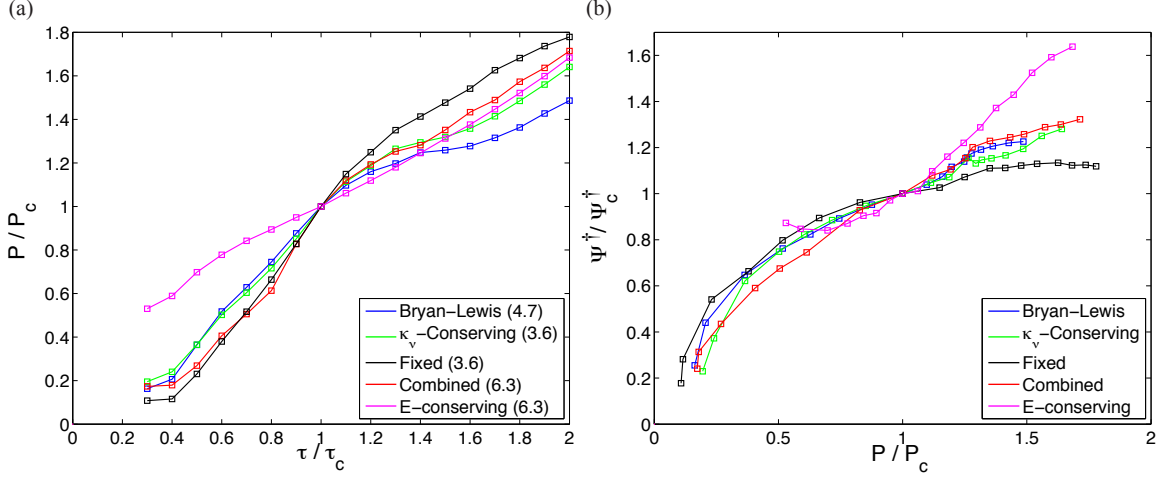 (a)
1.8
1.6
1.4
1.2
1
0.8
0.6
0.4
0.2
0
P / P_c
0 0.2 0.4 0.6 0.8 1 1.2 1.4 1.6 1.8 2
τ / τ_c
Bryan−Lewis (4.7)
κ_ν−Conserving (3.6)
Fixed (3.6)
Combined (6.3)
E−conserving (6.3)
(b)
1.8
1.6
1.4
1.2
1
0.8
0.6
0.4
0.2
0
Ψ^† / Ψ_c^†
0 0.5 1 1.5 2
P / P_c
Bryan−Lewis
κ_ν−Conserving
Fixed
Combined
E−conserving